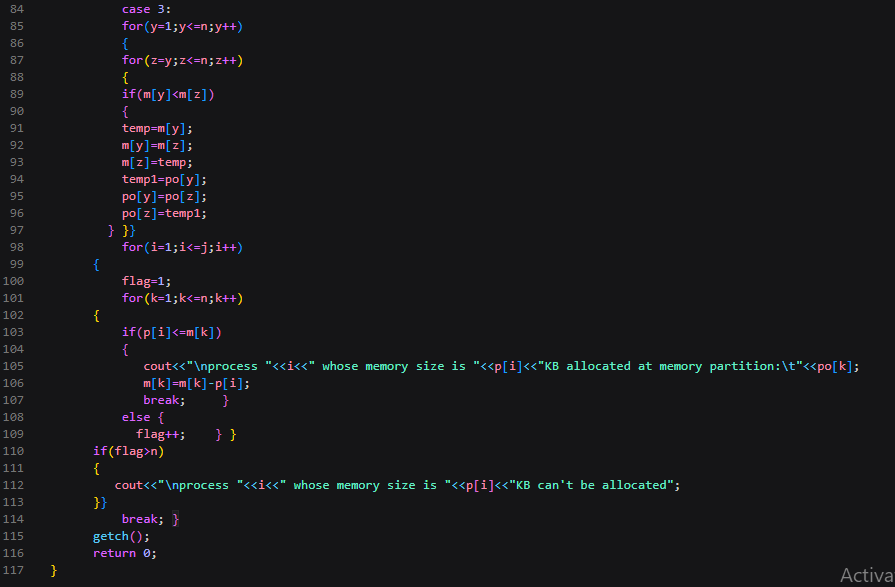 84 case 3:
85 for(y=1;y<=n;y++)
86 {
87 for(z=y;z<=n;z++)
88 {
89 if(m[y]<m[z])
90 {
91 temp=m[y];
92 m[y]=m[z];
93 m[z]=temp;
94 temp1=po[y];
95 po[y]=po[z];
96 po[z]=temp1;
97 } }}
98 for(i=1;i<=j;i++)
99 {
100 flag=1;
101 for(k=1;k<=n;k++)
102 {
103 if(p[i]<=m[k])
104 {
105 cout<<"\nprocess "<<i<<" whose memory size is "<<p[i]<<"KB allocated at memory partition:\t"<<po[k];
106 m[k]=m[k]-p[i];
107 break; }
108 else {
109 flag++; } }
110 if(flag>n)
111 {
112 cout<<"\nprocess "<<i<<" whose memory size is "<<p[i]<<"KB can't be allocated";
113 }}
114 break; }
115 getch();
116 return 0;
117 }
Activa